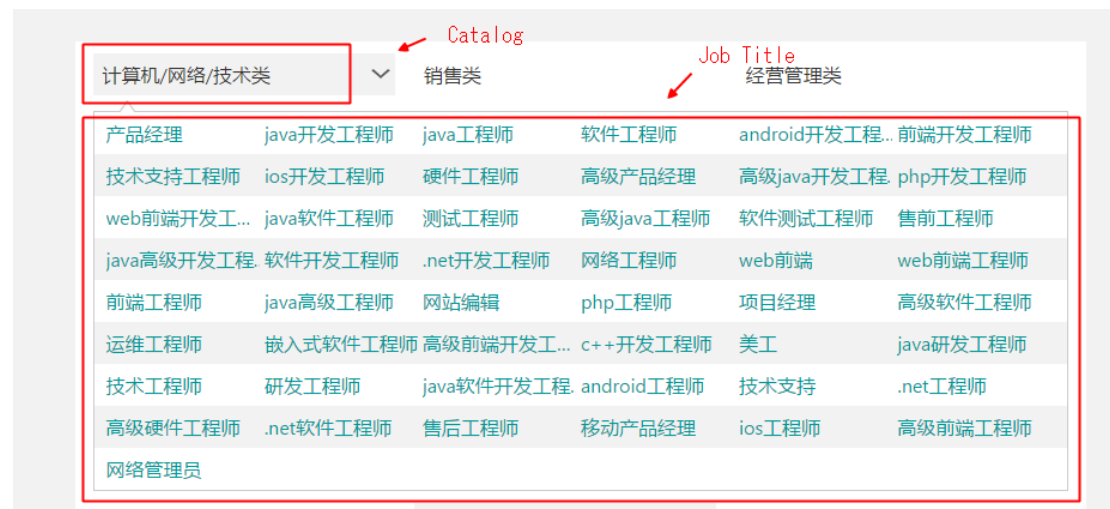 Catalog
Job Title
计算机/网络/技术类 销售类 经营管理类
产品经理 java开发工程师 java工程师 软件工程师 android开发工程... 前端开发工程师
技术支持工程师 ios开发工程师 硬件工程师 高级产品经理 高级java开发工程. php开发工程师
web前端开发工... java软件工程师 测试工程师 高级java工程师 软件测试工程师 售前工程师
java高级开发工程. 软件开发工程师 .net开发工程师 网络工程师 web前端 web前端工程师
前端工程师 java高级工程师 网站编辑 php工程师 项目经理 高级软件工程师
运维工程师 嵌入式软件工程师 高级前端开发工... c++开发工程师 美工 java研发工程师
技术工程师 研发工程师 java软件开发工程. android工程师 技术支持 .net工程师
高级硬件工程师 .net软件工程师 售后工程师 移动产品经理 ios工程师 高级前端工程师
网络管理员